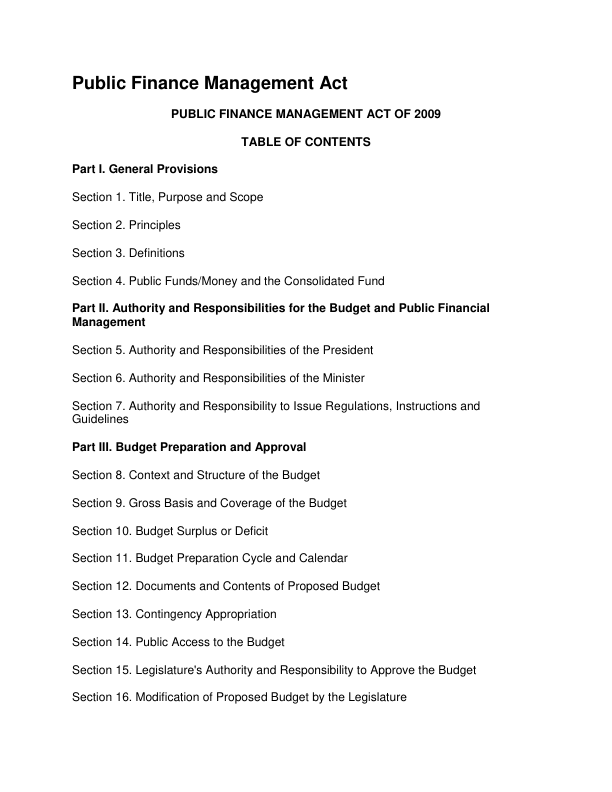 Public Finance Management Act
PUBLIC FINANCE MANAGEMENT ACT OF 2009
TABLE OF CONTENTS
Part I. General Provisions
Section 1. Title, Purpose and Scope
Section 2. Principles
Section 3. Definitions
Section 4. Public Funds/Money and the Consolidated Fund
Part II. Authority and Responsibilities for the Budget and Public Financial
Management
Section 5. Authority and Responsibilities of the President
Section 6. Authority and Responsibilities of the Minister
Section 7. Authority and Responsibility to Issue Regulations, Instructions and
Guidelines
Part III. Budget Preparation and Approval
Section 8. Context and Structure of the Budget
Section 9. Gross Basis and Coverage of the Budget
Section 10. Budget Surplus or Deficit
Section 11. Budget Preparation Cycle and Calendar
Section 12. Documents and Contents of Proposed Budget
Section 13. Contingency Appropriation
Section 14. Public Access to the Budget
Section 15. Legislature's Authority and Responsibility to Approve the Budget
Section 16. Modification of Proposed Budget by the Legislature